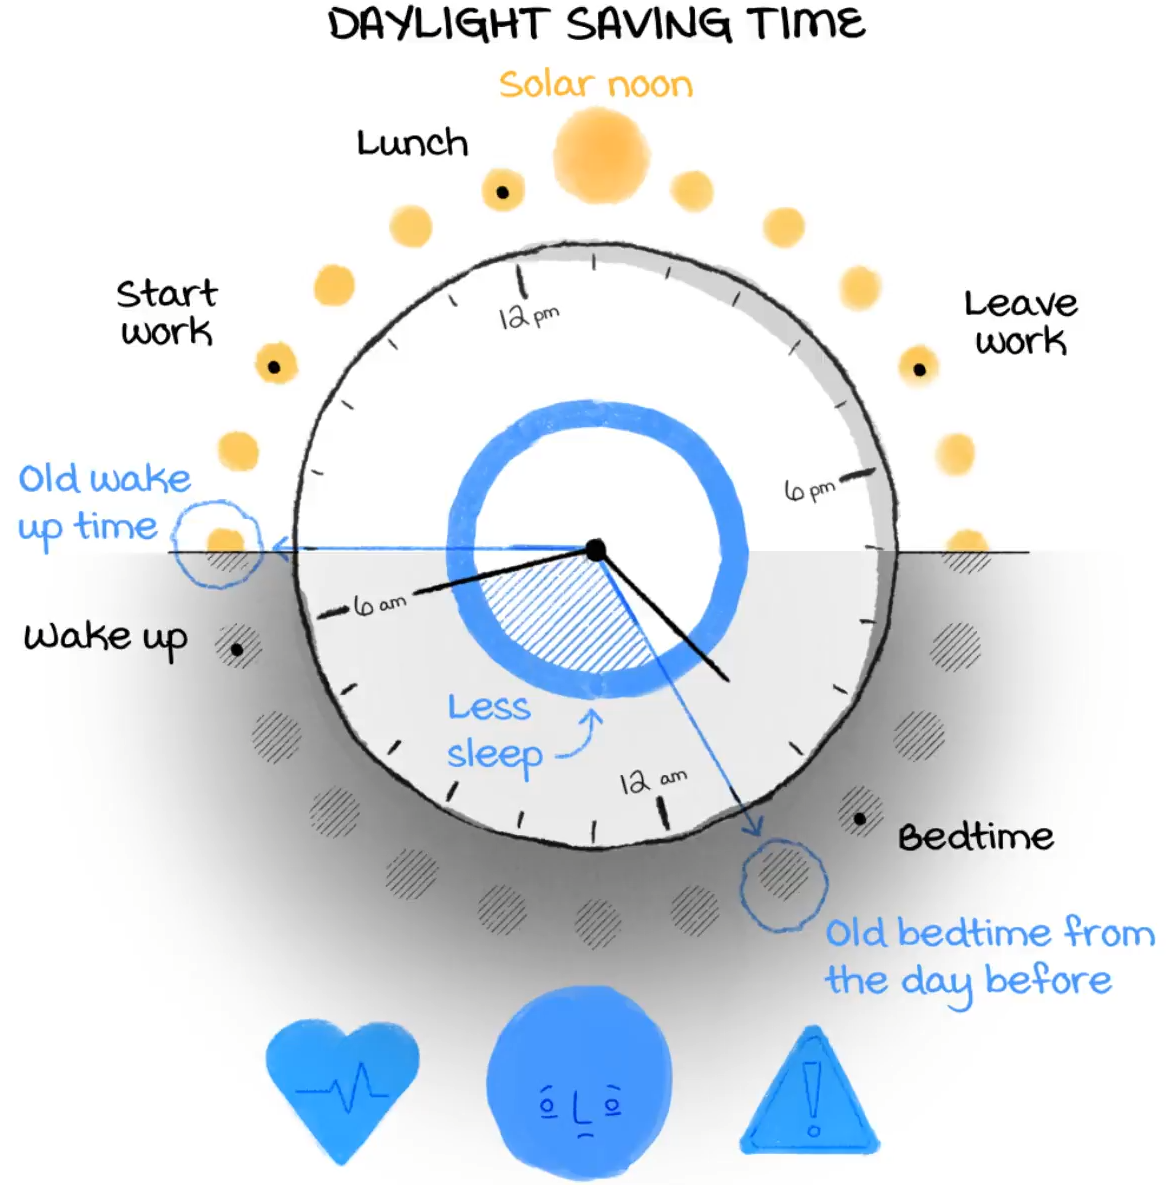 DAYLIGHT SAVING TIME
Solar noon
Lunch
Start
work
Leave
work
12 pm
6 pm
Old wake
up time
6 am
Wake up
Less
sleep
12 am
Bedtime
Old bedtime from
the day before